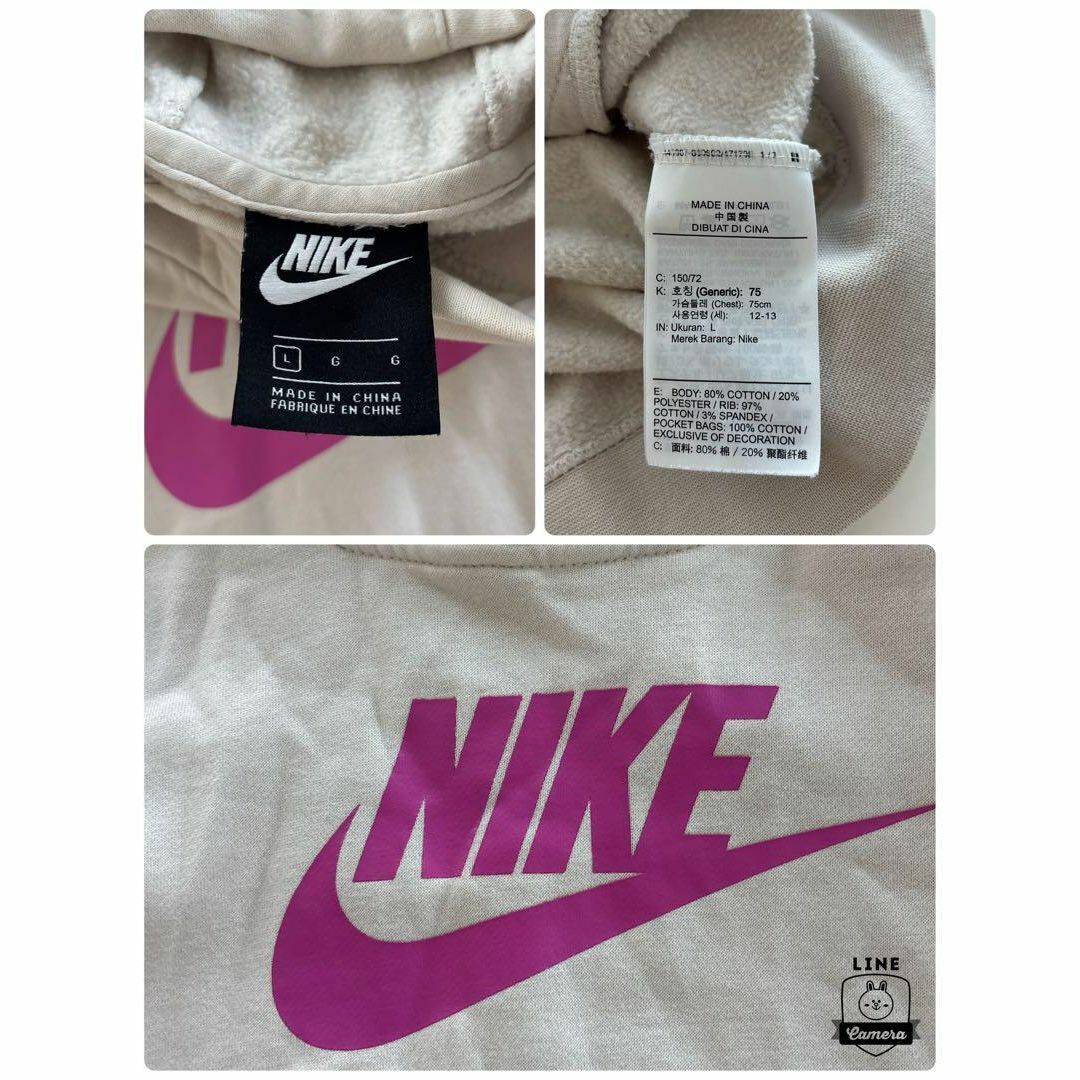 NIKE
L G G
MADE IN CHINA
FABRIQUE EN CHINE
MADE IN CHINA
中国製
DIBUAT DI CINA
C: 150/72
K: 호칭 (Generic): 75
가슴둘레 (Chest): 75cm
사용연령 (세): 12-13
IN: Ukuran: L
Merek Barang: Nike
E: BODY: 80% COTTON / 20%
POLYESTER / RIB: 97%
COTTON / 3% SPANDEX /
POCKET BAGS: 100% COTTON /
EXCLUSIVE OF DECORATION
C: 面料: 80% 棉 / 20% 聚酯纤维
NIKE
LINE
Camera